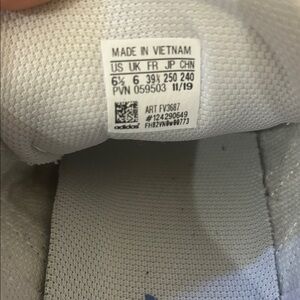 MADE IN VIETNAM
US UK FR JP CHN
6½ 6 39⅓ 250 240
PVN 059503 11/19
ART FV3687
#124290649
adidas